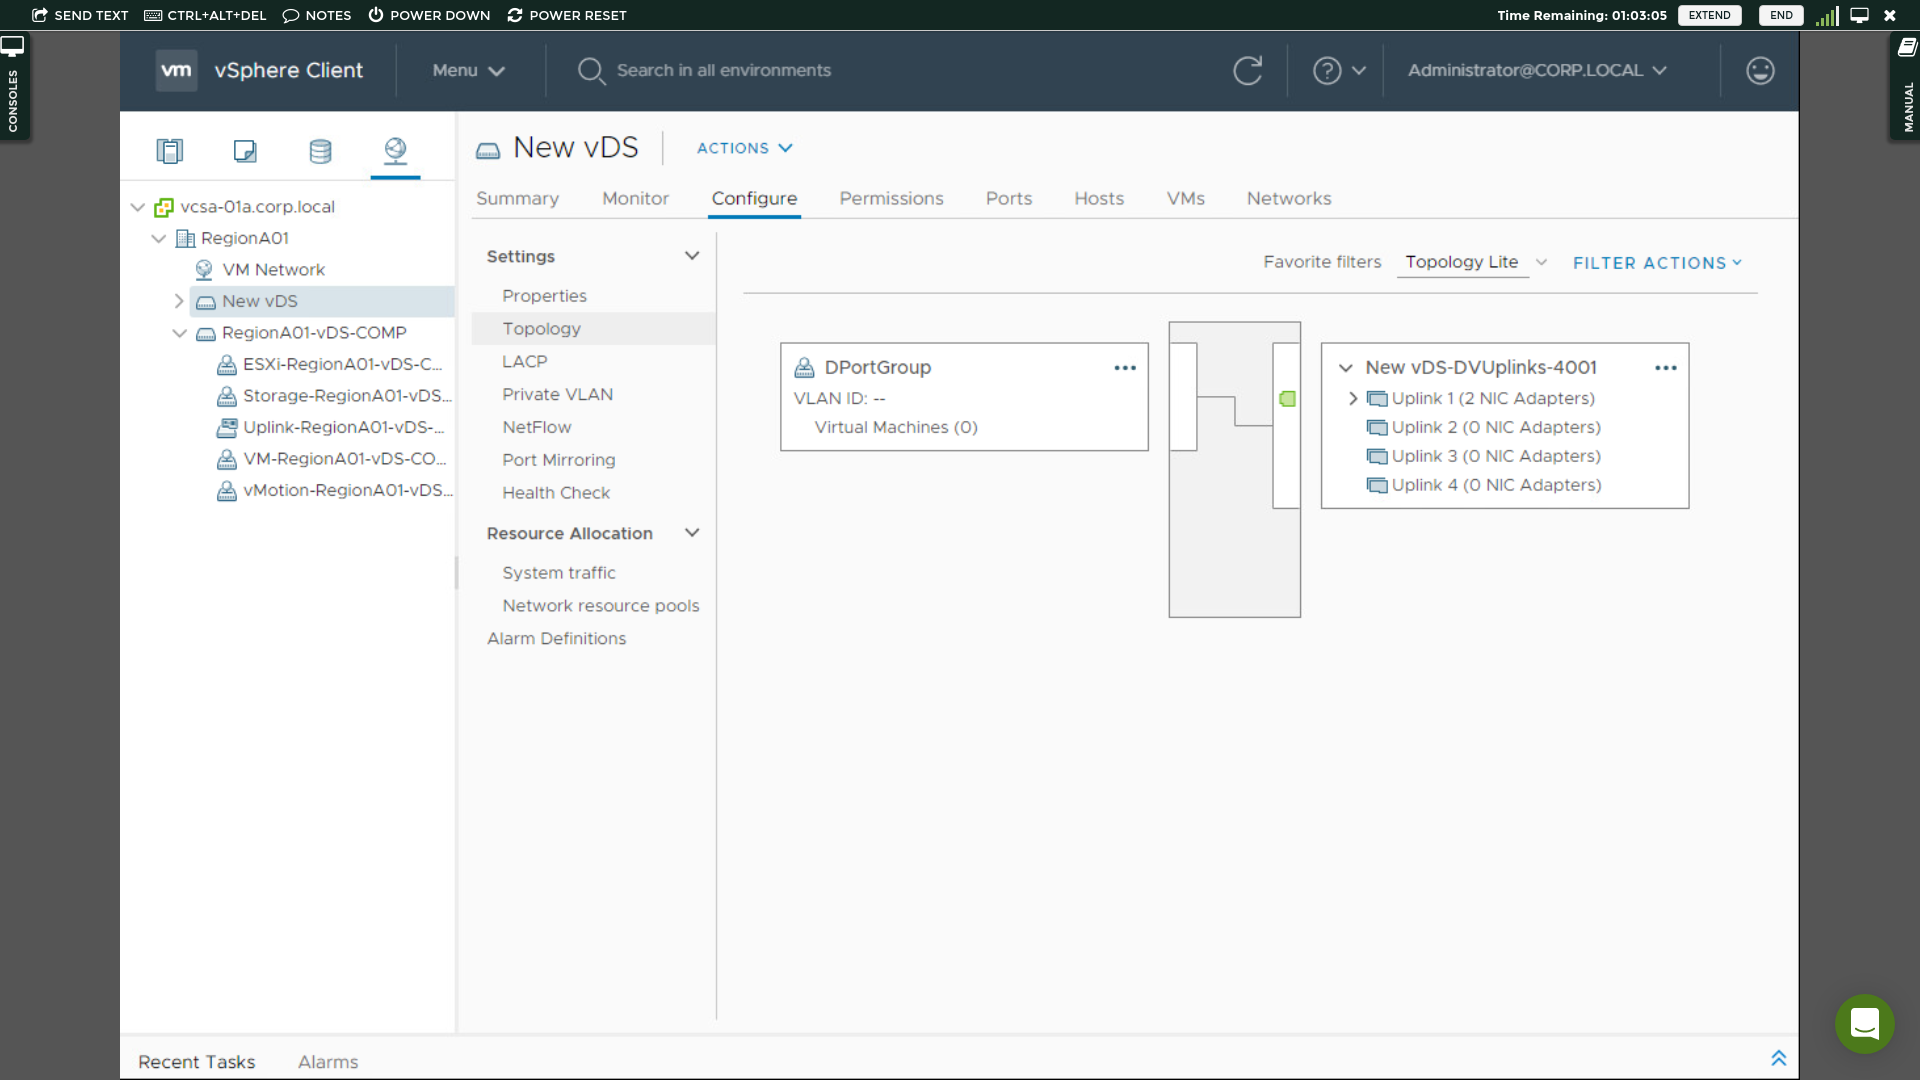 SEND TEXT CTRL+ALT+DEL NOTES POWER DOWN POWER RESET Time Remaining: 01:03:05 EXTEND END
CONSOLES
MANUAL
vm vSphere Client Menu Search in all environments ? Administrator@CORP.LOCAL
New vDS ACTIONS
Summary Monitor Configure Permissions Ports Hosts VMs Networks
vcsa-01a.corp.local
RegionA01
VM Network
New vDS
RegionA01-vDS-COMP
ESXi-RegionA01-vDS-C...
Storage-RegionA01-vDS...
Uplink-RegionA01-vDS-...
VM-RegionA01-vDS-CO...
vMotion-RegionA01-vDS...
Settings
Properties
Topology
LACP
Private VLAN
NetFlow
Port Mirroring
Health Check
Resource Allocation
System traffic
Network resource pools
Alarm Definitions
Favorite filters Topology Lite FILTER ACTIONS
DPortGroup
VLAN ID: --
Virtual Machines (0)
New vDS-DVUplinks-4001
Uplink 1 (2 NIC Adapters)
Uplink 2 (0 NIC Adapters)
Uplink 3 (0 NIC Adapters)
Uplink 4 (0 NIC Adapters)
Recent Tasks Alarms